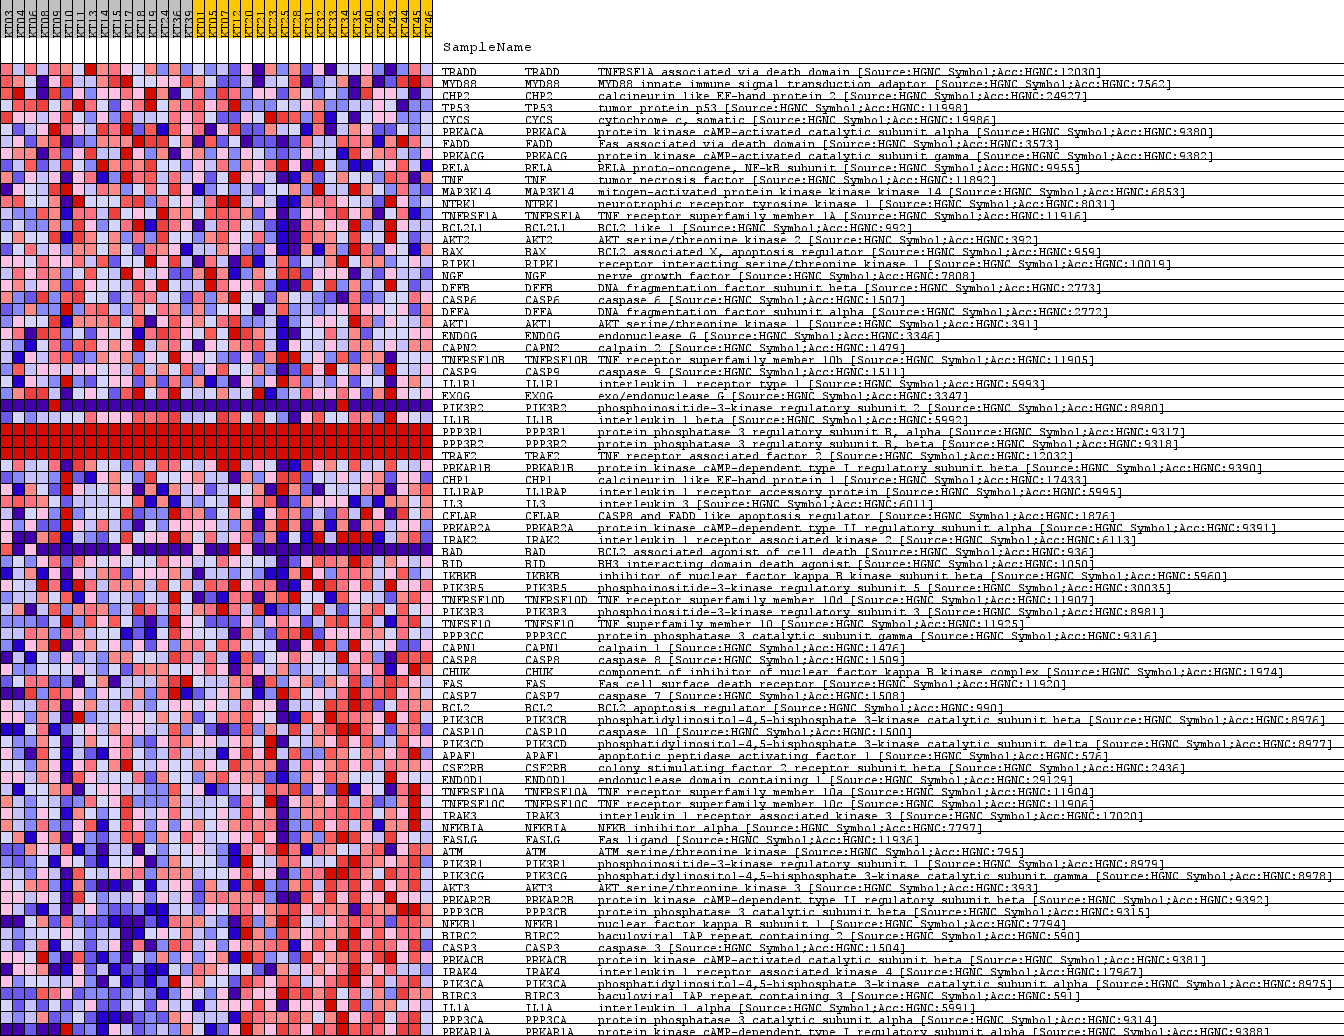 KT03 KT04 KT06 KT08 KT09 KT10 KT11 KT13 KT14 KT15 KT17 KT18 KT19 KT24 KT36 KT39 KT01 KT05 KT07 KT12 KT20 KT21 KT23 KT25 KT28 KT31 KT32 KT33 KT34 KT35 KT40 KT42 KT43 KT44 KT45 KT46
SampleName
TRADD TRADD TNFRSF1A associated via death domain [Source:HGNC Symbol;Acc:HGNC:12030]
MYD88 MYD88 MYD88 innate immune signal transduction adaptor [Source:HGNC Symbol;Acc:HGNC:7562]
CHP2 CHP2 calcineurin like EF-hand protein 2 [Source:HGNC Symbol;Acc:HGNC:24927]
TP53 TP53 tumor protein p53 [Source:HGNC Symbol;Acc:HGNC:11998]
CYCS CYCS cytochrome c, somatic [Source:HGNC Symbol;Acc:HGNC:19986]
PRKACA PRKACA protein kinase cAMP-activated catalytic subunit alpha [Source:HGNC Symbol;Acc:HGNC:9380]
FADD FADD Fas associated via death domain [Source:HGNC Symbol;Acc:HGNC:3573]
PRKACG PRKACG protein kinase cAMP-activated catalytic subunit gamma [Source:HGNC Symbol;Acc:HGNC:9382]
RELA RELA RELA proto-oncogene, NF-kB subunit [Source:HGNC Symbol;Acc:HGNC:9955]
TNF TNF tumor necrosis factor [Source:HGNC Symbol;Acc:HGNC:11892]
MAP3K14 MAP3K14 mitogen-activated protein kinase kinase kinase 14 [Source:HGNC Symbol;Acc:HGNC:6853]
NTRK1 NTRK1 neurotrophic receptor tyrosine kinase 1 [Source:HGNC Symbol;Acc:HGNC:8031]
TNFRSF1A TNFRSF1A TNF receptor superfamily member 1A [Source:HGNC Symbol;Acc:HGNC:11916]
BCL2L1 BCL2L1 BCL2 like 1 [Source:HGNC Symbol;Acc:HGNC:992]
AKT2 AKT2 AKT serine/threonine kinase 2 [Source:HGNC Symbol;Acc:HGNC:392]
BAX BAX BCL2 associated X, apoptosis regulator [Source:HGNC Symbol;Acc:HGNC:959]
RIPK1 RIPK1 receptor interacting serine/threonine kinase 1 [Source:HGNC Symbol;Acc:HGNC:10019]
NGF NGF nerve growth factor [Source:HGNC Symbol;Acc:HGNC:7808]
DFFB DFFB DNA fragmentation factor subunit beta [Source:HGNC Symbol;Acc:HGNC:2773]
CASP6 CASP6 caspase 6 [Source:HGNC Symbol;Acc:HGNC:1507]
DFFA DFFA DNA fragmentation factor subunit alpha [Source:HGNC Symbol;Acc:HGNC:2772]
AKT1 AKT1 AKT serine/threonine kinase 1 [Source:HGNC Symbol;Acc:HGNC:391]
ENDOG ENDOG endonuclease G [Source:HGNC Symbol;Acc:HGNC:3346]
CAPN2 CAPN2 calpain 2 [Source:HGNC Symbol;Acc:HGNC:1479]
TNFRSF10B TNFRSF10B TNF receptor superfamily member 10b [Source:HGNC Symbol;Acc:HGNC:11905]
CASP9 CASP9 caspase 9 [Source:HGNC Symbol;Acc:HGNC:1511]
IL1R1 IL1R1 interleukin 1 receptor type 1 [Source:HGNC Symbol;Acc:HGNC:5993]
EXOG EXOG exo/endonuclease G [Source:HGNC Symbol;Acc:HGNC:3347]
PIK3R2 PIK3R2 phosphoinositide-3-kinase regulatory subunit 2 [Source:HGNC Symbol;Acc:HGNC:8980]
IL1B IL1B interleukin 1 beta [Source:HGNC Symbol;Acc:HGNC:5992]
PPP3R1 PPP3R1 protein phosphatase 3 regulatory subunit B, alpha [Source:HGNC Symbol;Acc:HGNC:9317]
PPP3R2 PPP3R2 protein phosphatase 3 regulatory subunit B, beta [Source:HGNC Symbol;Acc:HGNC:9318]
TRAF2 TRAF2 TNF receptor associated factor 2 [Source:HGNC Symbol;Acc:HGNC:12032]
PRKAR1B PRKAR1B protein kinase cAMP-dependent type I regulatory subunit beta [Source:HGNC Symbol;Acc:HGNC:9390]
CHP1 CHP1 calcineurin like EF-hand protein 1 [Source:HGNC Symbol;Acc:HGNC:17433]
IL1RAP IL1RAP interleukin 1 receptor accessory protein [Source:HGNC Symbol;Acc:HGNC:5995]
IL3 IL3 interleukin 3 [Source:HGNC Symbol;Acc:HGNC:6011]
CFLAR CFLAR CASP8 and FADD like apoptosis regulator [Source:HGNC Symbol;Acc:HGNC:1876]
PRKAR2A PRKAR2A protein kinase cAMP-dependent type II regulatory subunit alpha [Source:HGNC Symbol;Acc:HGNC:9391]
IRAK2 IRAK2 interleukin 1 receptor associated kinase 2 [Source:HGNC Symbol;Acc:HGNC:6113]
BAD BAD BCL2 associated agonist of cell death [Source:HGNC Symbol;Acc:HGNC:936]
BID BID BH3 interacting domain death agonist [Source:HGNC Symbol;Acc:HGNC:1050]
IKBKB IKBKB inhibitor of nuclear factor kappa B kinase subunit beta [Source:HGNC Symbol;Acc:HGNC:5960]
PIK3R5 PIK3R5 phosphoinositide-3-kinase regulatory subunit 5 [Source:HGNC Symbol;Acc:HGNC:30035]
TNFRSF10D TNFRSF10D TNF receptor superfamily member 10d [Source:HGNC Symbol;Acc:HGNC:11907]
PIK3R3 PIK3R3 phosphoinositide-3-kinase regulatory subunit 3 [Source:HGNC Symbol;Acc:HGNC:8981]
TNFSF10 TNFSF10 TNF superfamily member 10 [Source:HGNC Symbol;Acc:HGNC:11925]
PPP3CC PPP3CC protein phosphatase 3 catalytic subunit gamma [Source:HGNC Symbol;Acc:HGNC:9316]
CAPN1 CAPN1 calpain 1 [Source:HGNC Symbol;Acc:HGNC:1476]
CASP8 CASP8 caspase 8 [Source:HGNC Symbol;Acc:HGNC:1509]
CHUK CHUK component of inhibitor of nuclear factor kappa B kinase complex [Source:HGNC Symbol;Acc:HGNC:1974]
FAS FAS Fas cell surface death receptor [Source:HGNC Symbol;Acc:HGNC:11920]
CASP7 CASP7 caspase 7 [Source:HGNC Symbol;Acc:HGNC:1508]
BCL2 BCL2 BCL2 apoptosis regulator [Source:HGNC Symbol;Acc:HGNC:990]
PIK3CB PIK3CB phosphatidylinositol-4,5-bisphosphate 3-kinase catalytic subunit beta [Source:HGNC Symbol;Acc:HGNC:8976]
CASP10 CASP10 caspase 10 [Source:HGNC Symbol;Acc:HGNC:1500]
PIK3CD PIK3CD phosphatidylinositol-4,5-bisphosphate 3-kinase catalytic subunit delta [Source:HGNC Symbol;Acc:HGNC:8977]
APAF1 APAF1 apoptotic peptidase activating factor 1 [Source:HGNC Symbol;Acc:HGNC:576]
CSF2RB CSF2RB colony stimulating factor 2 receptor subunit beta [Source:HGNC Symbol;Acc:HGNC:2436]
ENDOD1 ENDOD1 endonuclease domain containing 1 [Source:HGNC Symbol;Acc:HGNC:29129]
TNFRSF10A TNFRSF10A TNF receptor superfamily member 10a [Source:HGNC Symbol;Acc:HGNC:11904]
TNFRSF10C TNFRSF10C TNF receptor superfamily member 10c [Source:HGNC Symbol;Acc:HGNC:11906]
IRAK3 IRAK3 interleukin 1 receptor associated kinase 3 [Source:HGNC Symbol;Acc:HGNC:17020]
NFKBIA NFKBIA NFKB inhibitor alpha [Source:HGNC Symbol;Acc:HGNC:7797]
FASLG FASLG Fas ligand [Source:HGNC Symbol;Acc:HGNC:11936]
ATM ATM ATM serine/threonine kinase [Source:HGNC Symbol;Acc:HGNC:795]
PIK3R1 PIK3R1 phosphoinositide-3-kinase regulatory subunit 1 [Source:HGNC Symbol;Acc:HGNC:8979]
PIK3CG PIK3CG phosphatidylinositol-4,5-bisphosphate 3-kinase catalytic subunit gamma [Source:HGNC Symbol;Acc:HGNC:8978]
AKT3 AKT3 AKT serine/threonine kinase 3 [Source:HGNC Symbol;Acc:HGNC:393]
PRKAR2B PRKAR2B protein kinase cAMP-dependent type II regulatory subunit beta [Source:HGNC Symbol;Acc:HGNC:9392]
PPP3CB PPP3CB protein phosphatase 3 catalytic subunit beta [Source:HGNC Symbol;Acc:HGNC:9315]
NFKB1 NFKB1 nuclear factor kappa B subunit 1 [Source:HGNC Symbol;Acc:HGNC:7794]
BIRC2 BIRC2 baculoviral IAP repeat containing 2 [Source:HGNC Symbol;Acc:HGNC:590]
CASP3 CASP3 caspase 3 [Source:HGNC Symbol;Acc:HGNC:1504]
PRKACB PRKACB protein kinase cAMP-activated catalytic subunit beta [Source:HGNC Symbol;Acc:HGNC:9381]
IRAK4 IRAK4 interleukin 1 receptor associated kinase 4 [Source:HGNC Symbol;Acc:HGNC:17967]
PIK3CA PIK3CA phosphatidylinositol-4,5-bisphosphate 3-kinase catalytic subunit alpha [Source:HGNC Symbol;Acc:HGNC:8975]
BIRC3 BIRC3 baculoviral IAP repeat containing 3 [Source:HGNC Symbol;Acc:HGNC:591]
IL1A IL1A interleukin 1 alpha [Source:HGNC Symbol;Acc:HGNC:5991]
PPP3CA PPP3CA protein phosphatase 3 catalytic subunit alpha [Source:HGNC Symbol;Acc:HGNC:9314]
PRKAR1A PRKAR1A protein kinase cAMP-dependent type I regulatory subunit alpha [Source:HGNC Symbol;Acc:HGNC:9388]